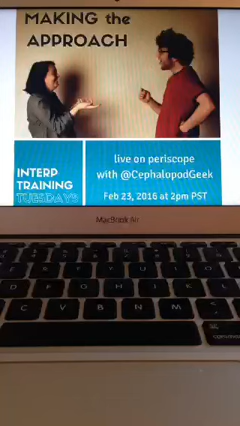 MAKING the
APPROACH
INTERP
TRAINING
TUESDAYS
live on periscope
with @CephalopodGeek
Feb 23, 2016 at 2pm PST
MacBook Air
E R T Y U I O
D F G H J K L
C V B N M
command